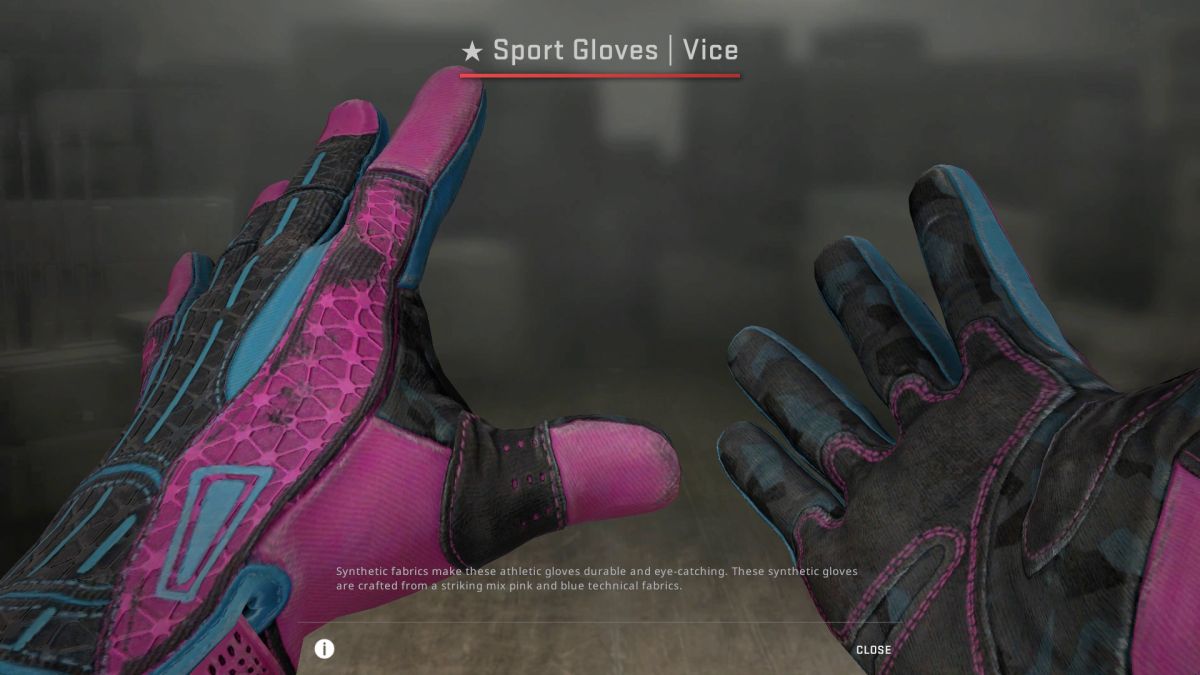 ★ Sport Gloves | Vice
Synthetic fabrics make these athletic gloves durable and eye-catching. These synthetic gloves
are crafted from a striking mix pink and blue technical fabrics.
i
CLOSE